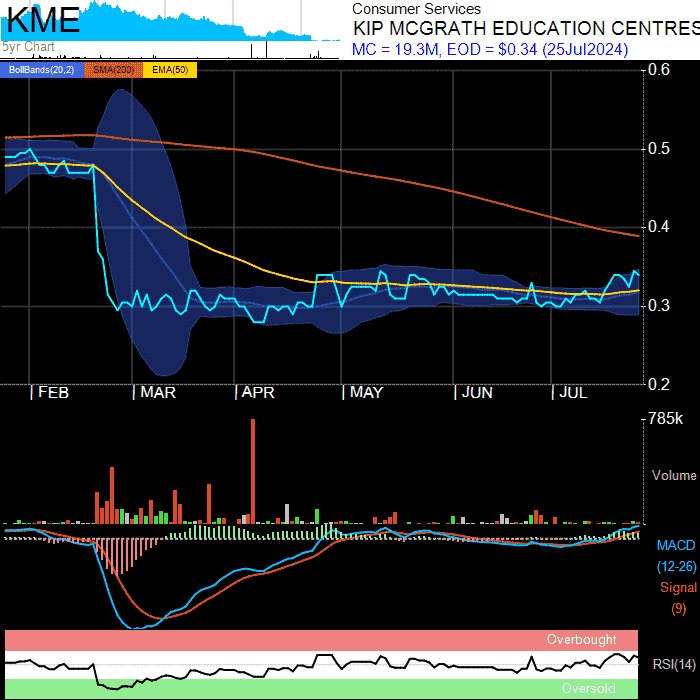 KME
5yr Chart
Consumer Services
KIP MCGRATH EDUCATION CENTRES
MC = 19.3M, EOD = $0.34 (25Jul2024)
BollBands(20,2) SMA(200) EMA(50)
0.6
0.5
0.4
0.3
0.2
FEB MAR APR MAY JUN JUL
785k
Volume
MACD
(12-26)
Signal
(9)
Overbought
RSI(14)
Oversold